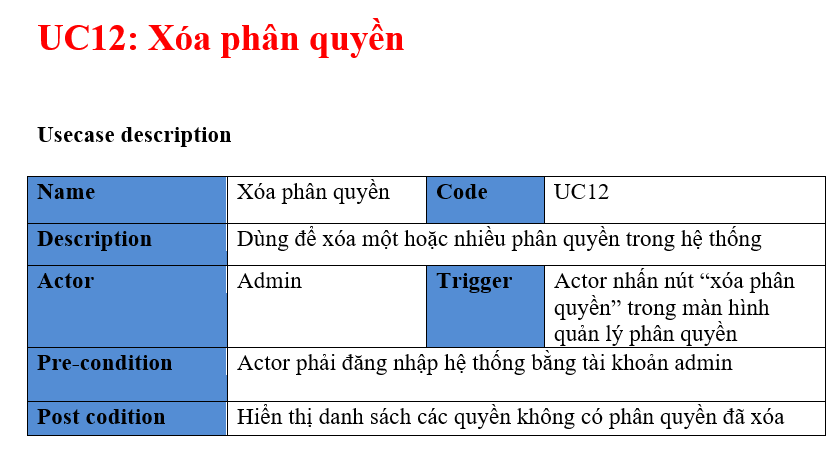 UC12: Xóa phân quyền
Usecase description
Name Xóa phân quyền Code UC12
Description Dùng để xóa một hoặc nhiều phân quyền trong hệ thống
Actor Admin Trigger Actor nhấn nút “xóa phân
quyền” trong màn hình
quản lý phân quyền
Pre-condition Actor phải đăng nhập hệ thống bằng tài khoản admin
Post codition Hiển thị danh sách các quyền không có phân quyền đã xóa